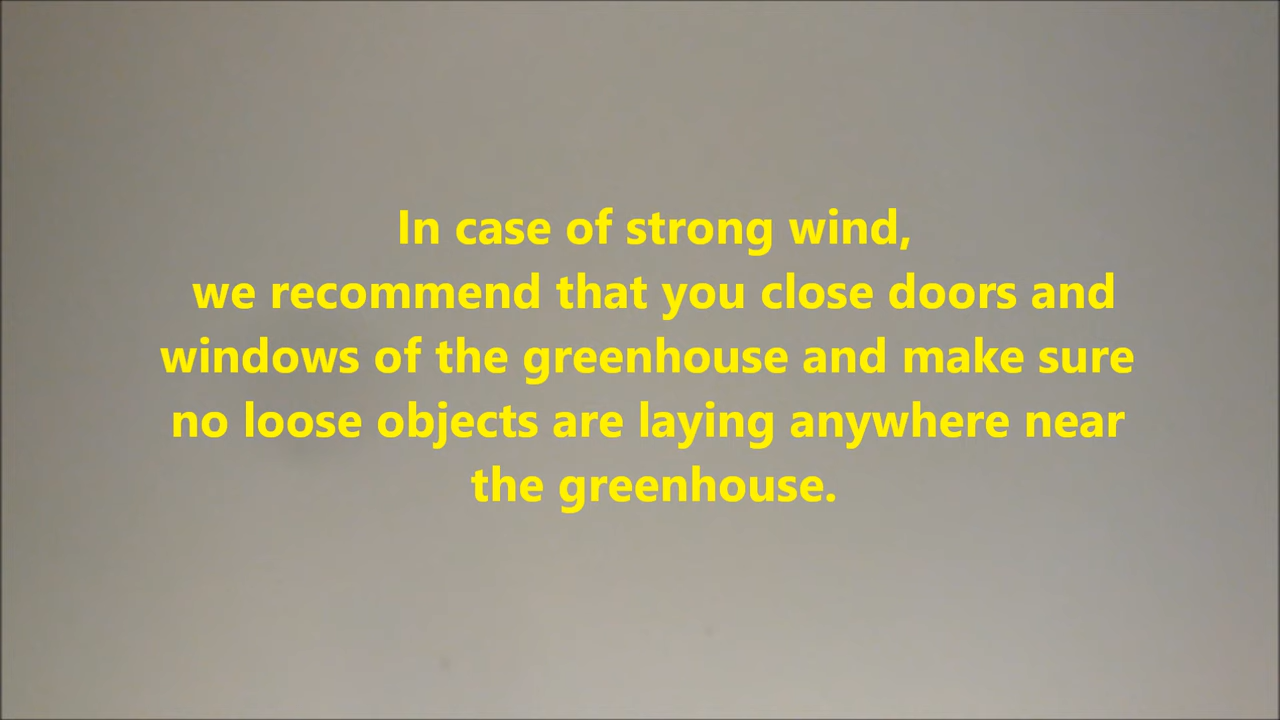 In case of strong wind,
we recommend that you close doors and
windows of the greenhouse and make sure
no loose objects are laying anywhere near
the greenhouse.